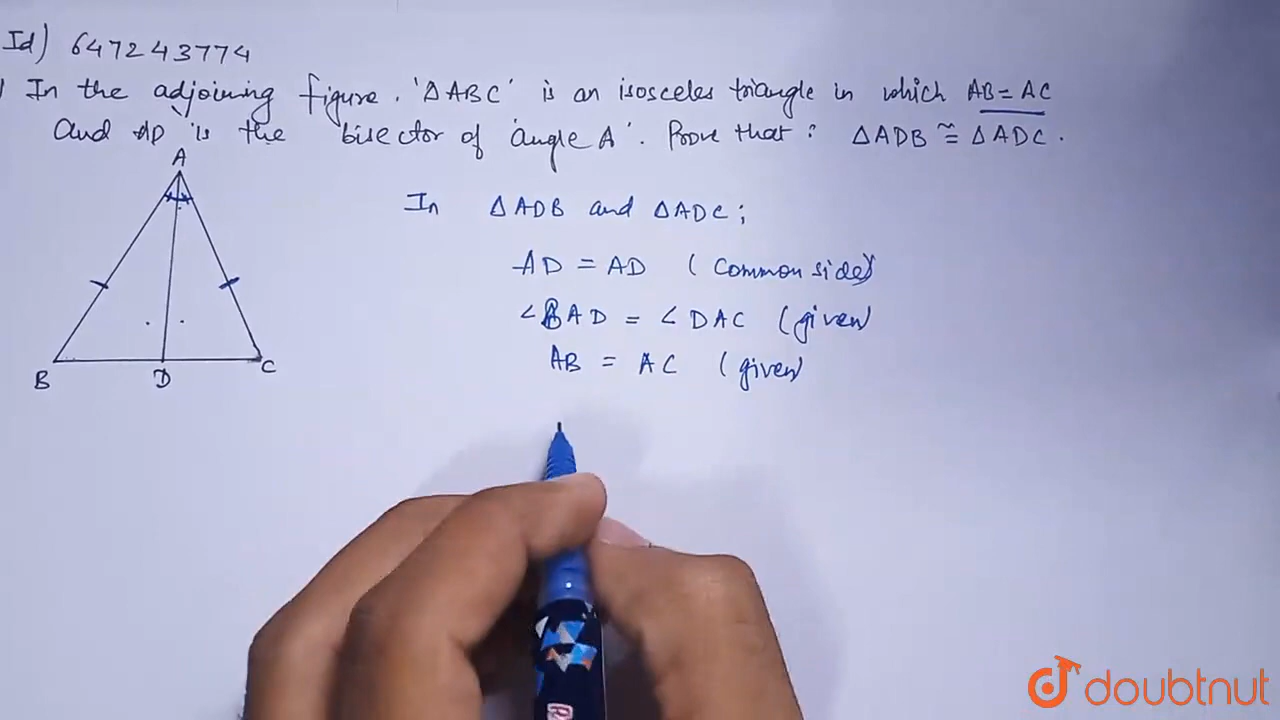 Id) 647243774
In the adjoining figure. 'ΔABC' is an isosceles triangle in which AB = AC
and AD is the bisector of angle A. Prove that: ΔADB ≅ ΔADC.
A
B
D
C
In ΔADB and ΔADC;
AD = AD (common side)
∠BAD = ∠DAC (given)
AB = AC (given)
doubtnut